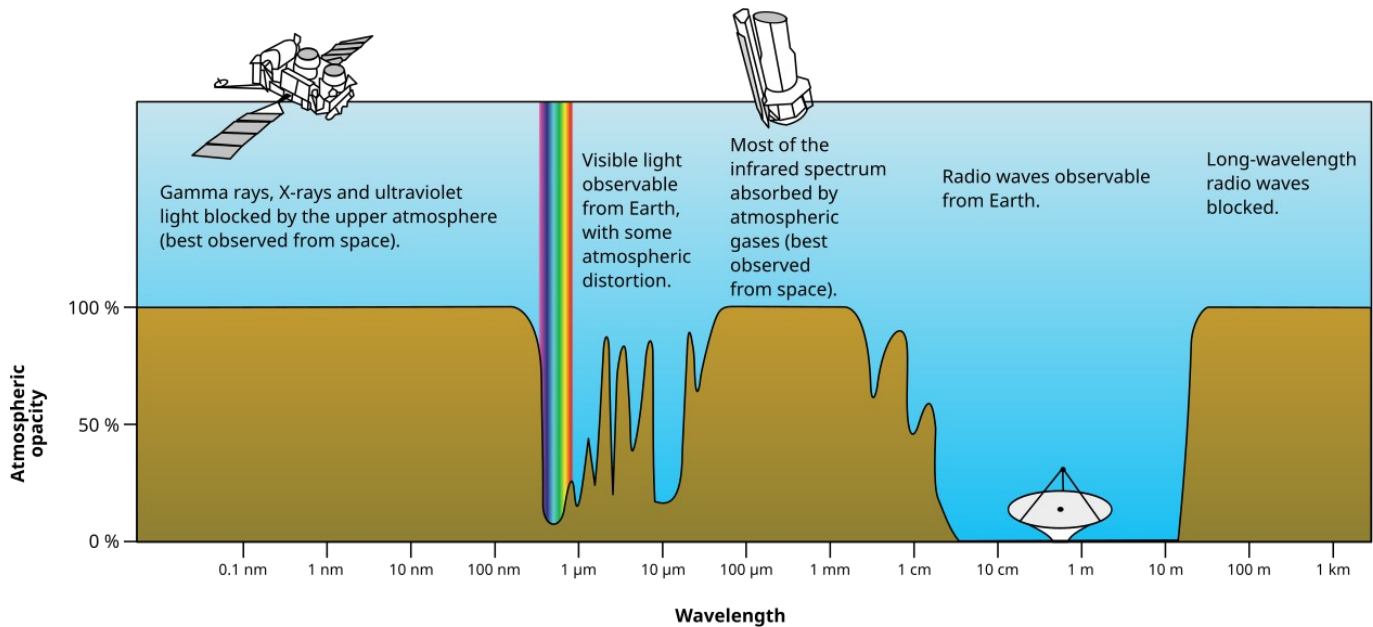 Gamma rays, X-rays and ultraviolet
light blocked by the upper atmosphere
(best observed from space).
Visible light
observable
from Earth,
with some
atmospheric
distortion.
Most of the
infrared spectrum
absorbed by
atmospheric
gases (best
observed
from space).
Radio waves observable
from Earth.
Long-wavelength
radio waves
blocked.
Atmospheric
opacity
100 %
50 %
0 %
0.1 nm
1 nm
10 nm
100 nm
1 μm
10 μm
100 μm
1 mm
1 cm
10 cm
1 m
10 m
100 m
1 km
Wavelength